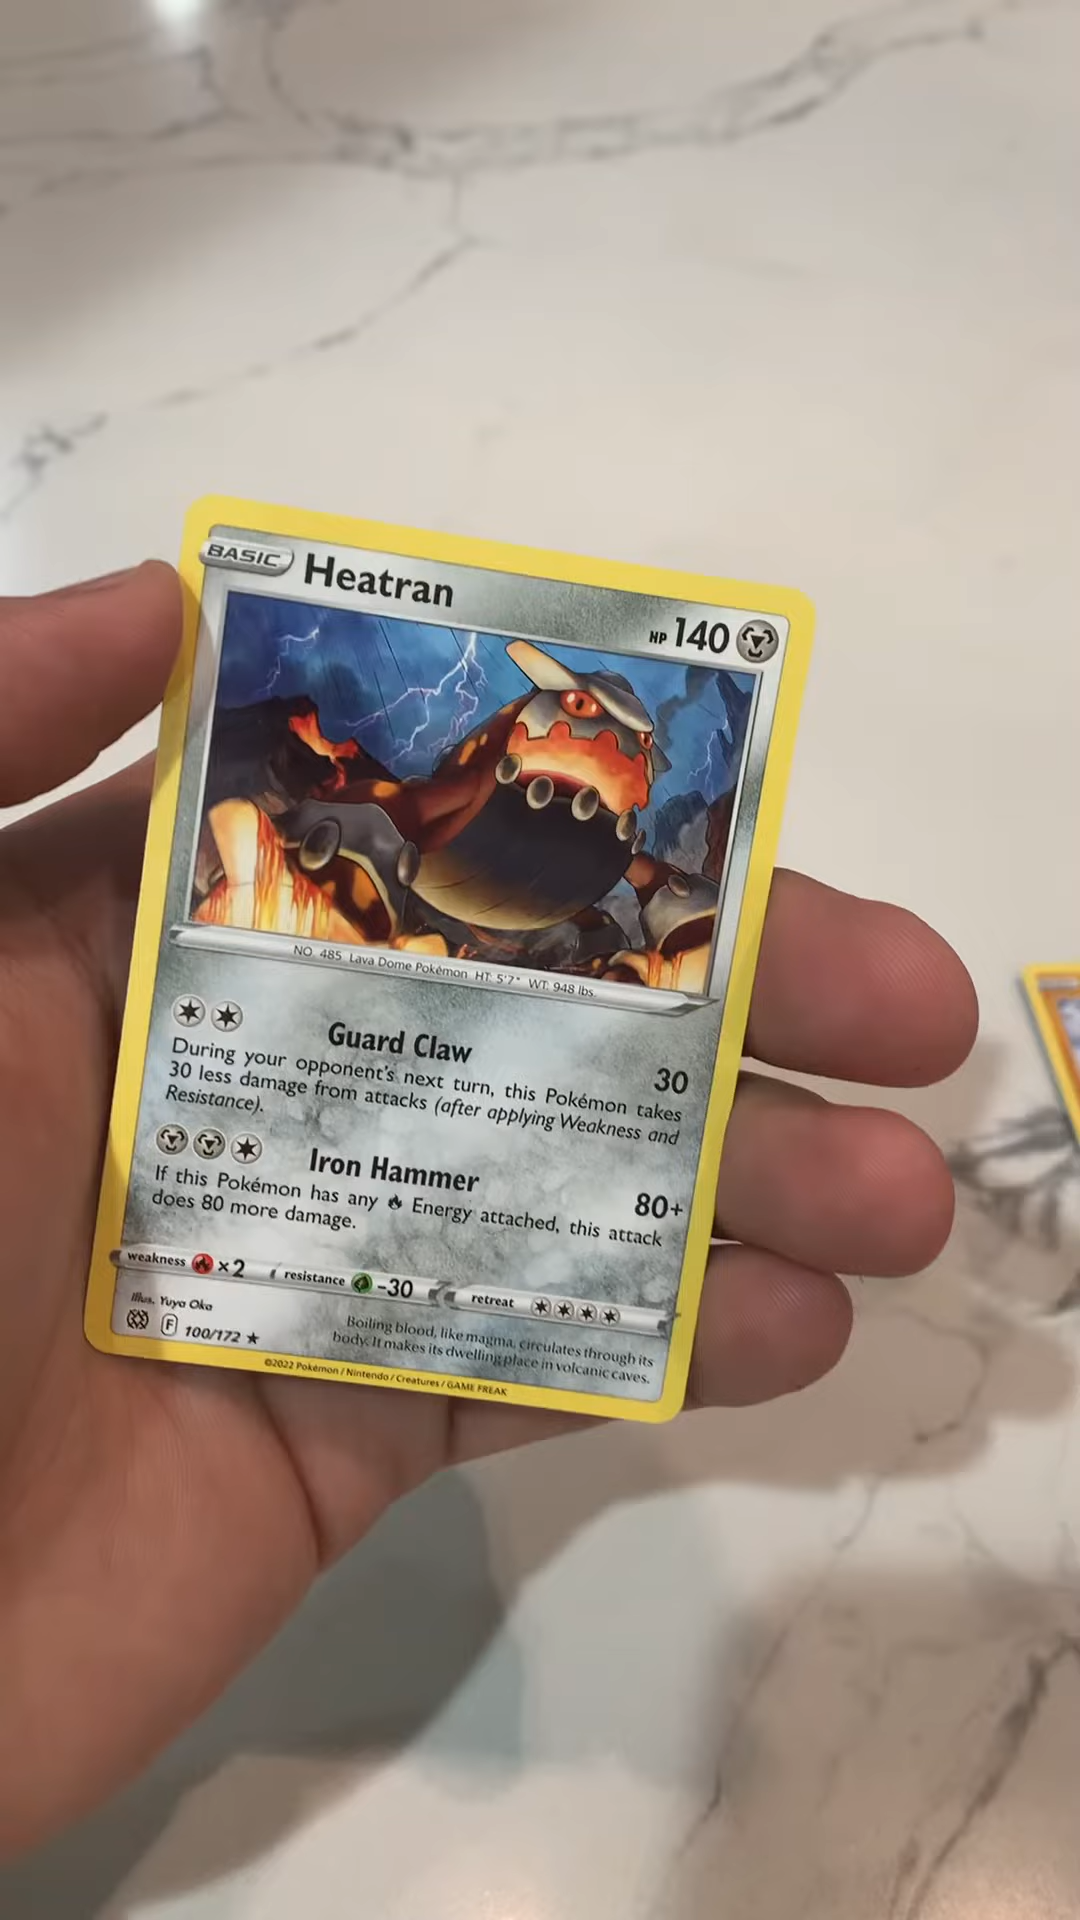 BASIC
Heatran
HP 140
NO. 485 Lava Dome Pokémon HT: 5'7" WT: 948 lbs.
Guard Claw
30
During your opponent's next turn, this Pokémon takes
30 less damage from attacks (after applying Weakness and
Resistance).
Iron Hammer
80+
If this Pokémon has any Energy attached, this attack
does 80 more damage.
weakness ×2 resistance -30 retreat
Illus. Yuya Oka
F 100/172 ★
Boiling blood, like magma, circulates through its
body. It makes its dwelling place in volcanic caves.
©2022 Pokémon / Nintendo / Creatures / GAME FREAK